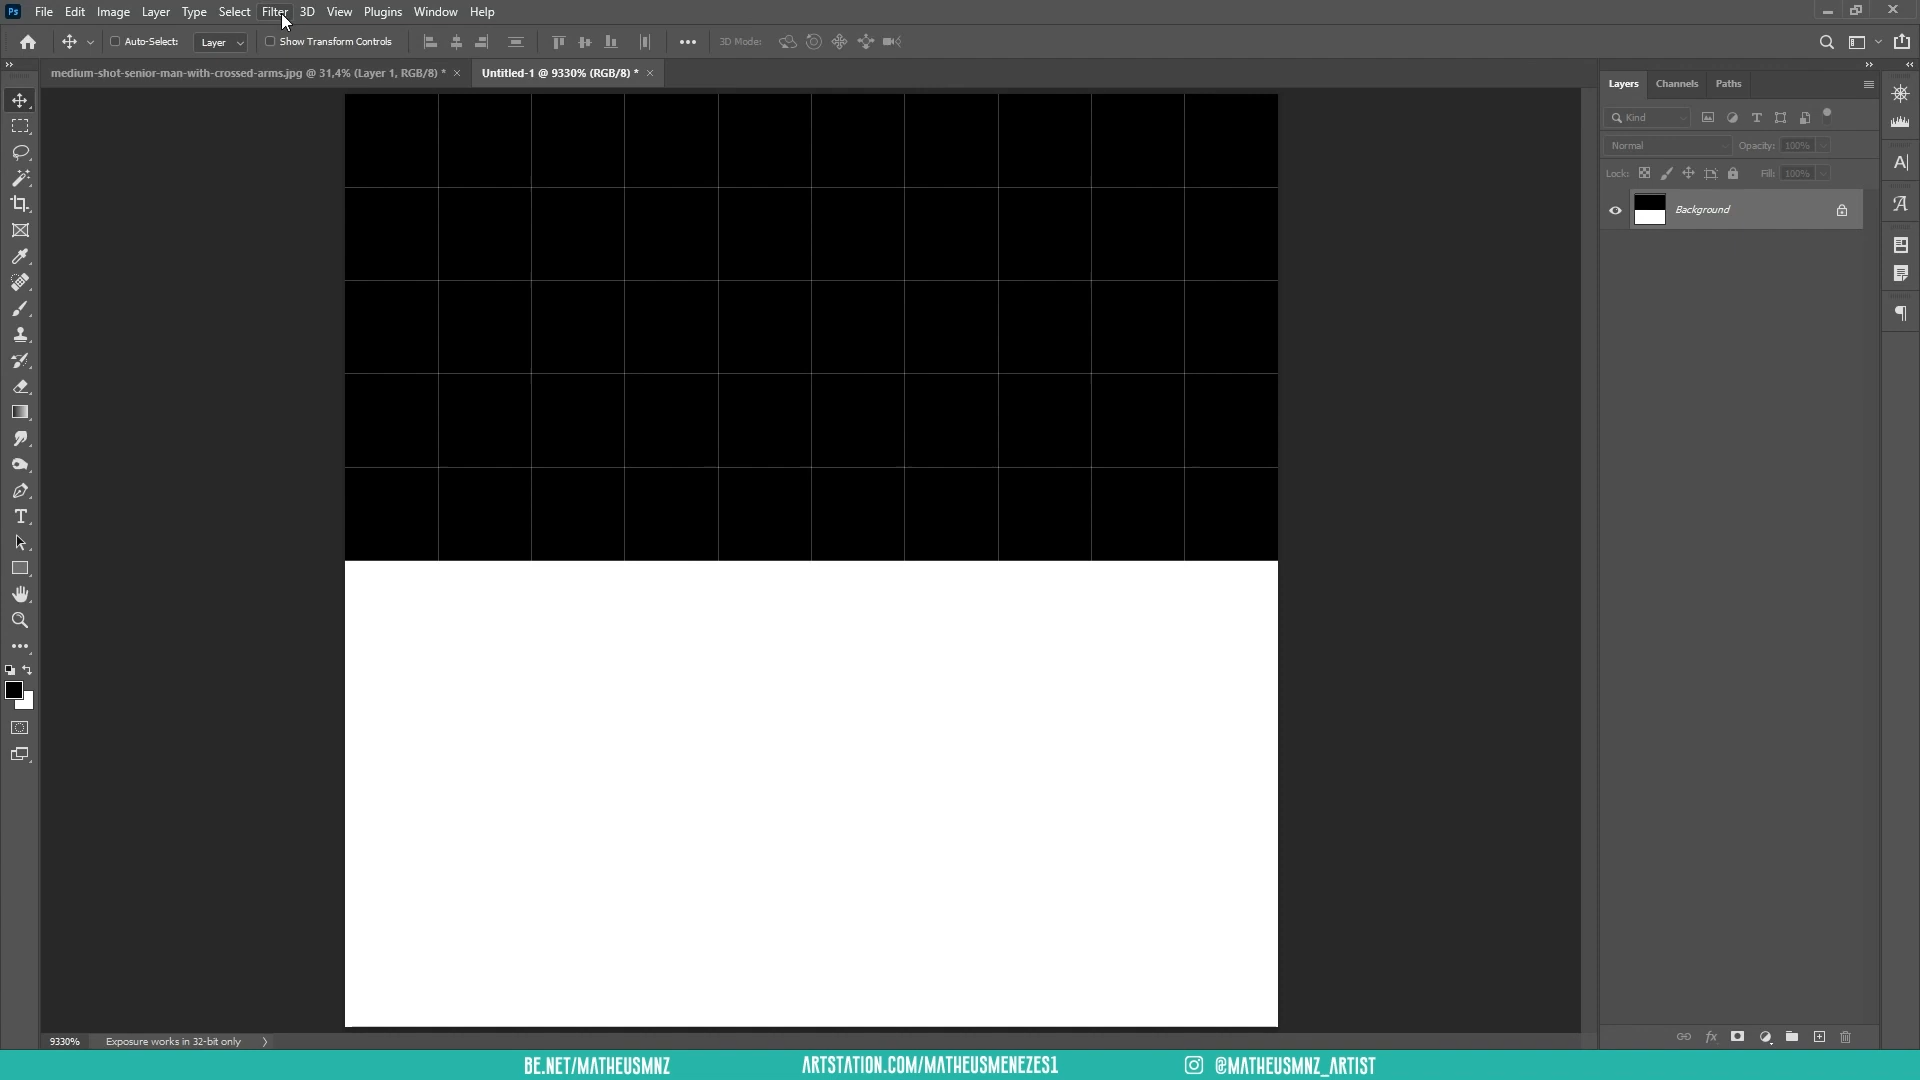 Ps File Edit Image Layer Type Select Filter 3D View Plugins Window Help
Auto-Select: Layer Show Transform Controls 3D Mode:
medium-shot-senior-man-with-crossed-arms.jpg @ 31,4% (Layer 1, RGB/8) * Untitled-1 @ 9330% (RGB/8) *
Layers Channels Paths
Kind
Normal Opacity: 100%
Lock: Fill: 100%
Background
9330% Exposure works in 32-bit only
BE.NET/MATHEUSMNZ ARTSTATION.COM/MATHEUSMENEZES1 @MATHEUSMNZ_ARTIST